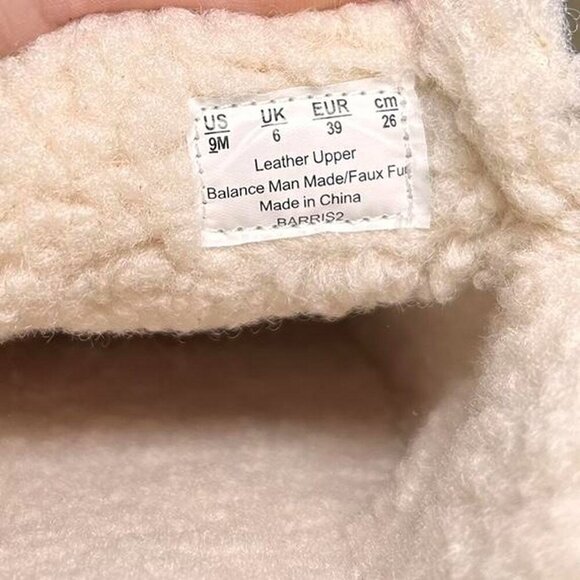 US UK EUR cm
9M 6 39 26
Leather Upper
Balance Man Made/Faux Fur
Made in China
BARRIS2